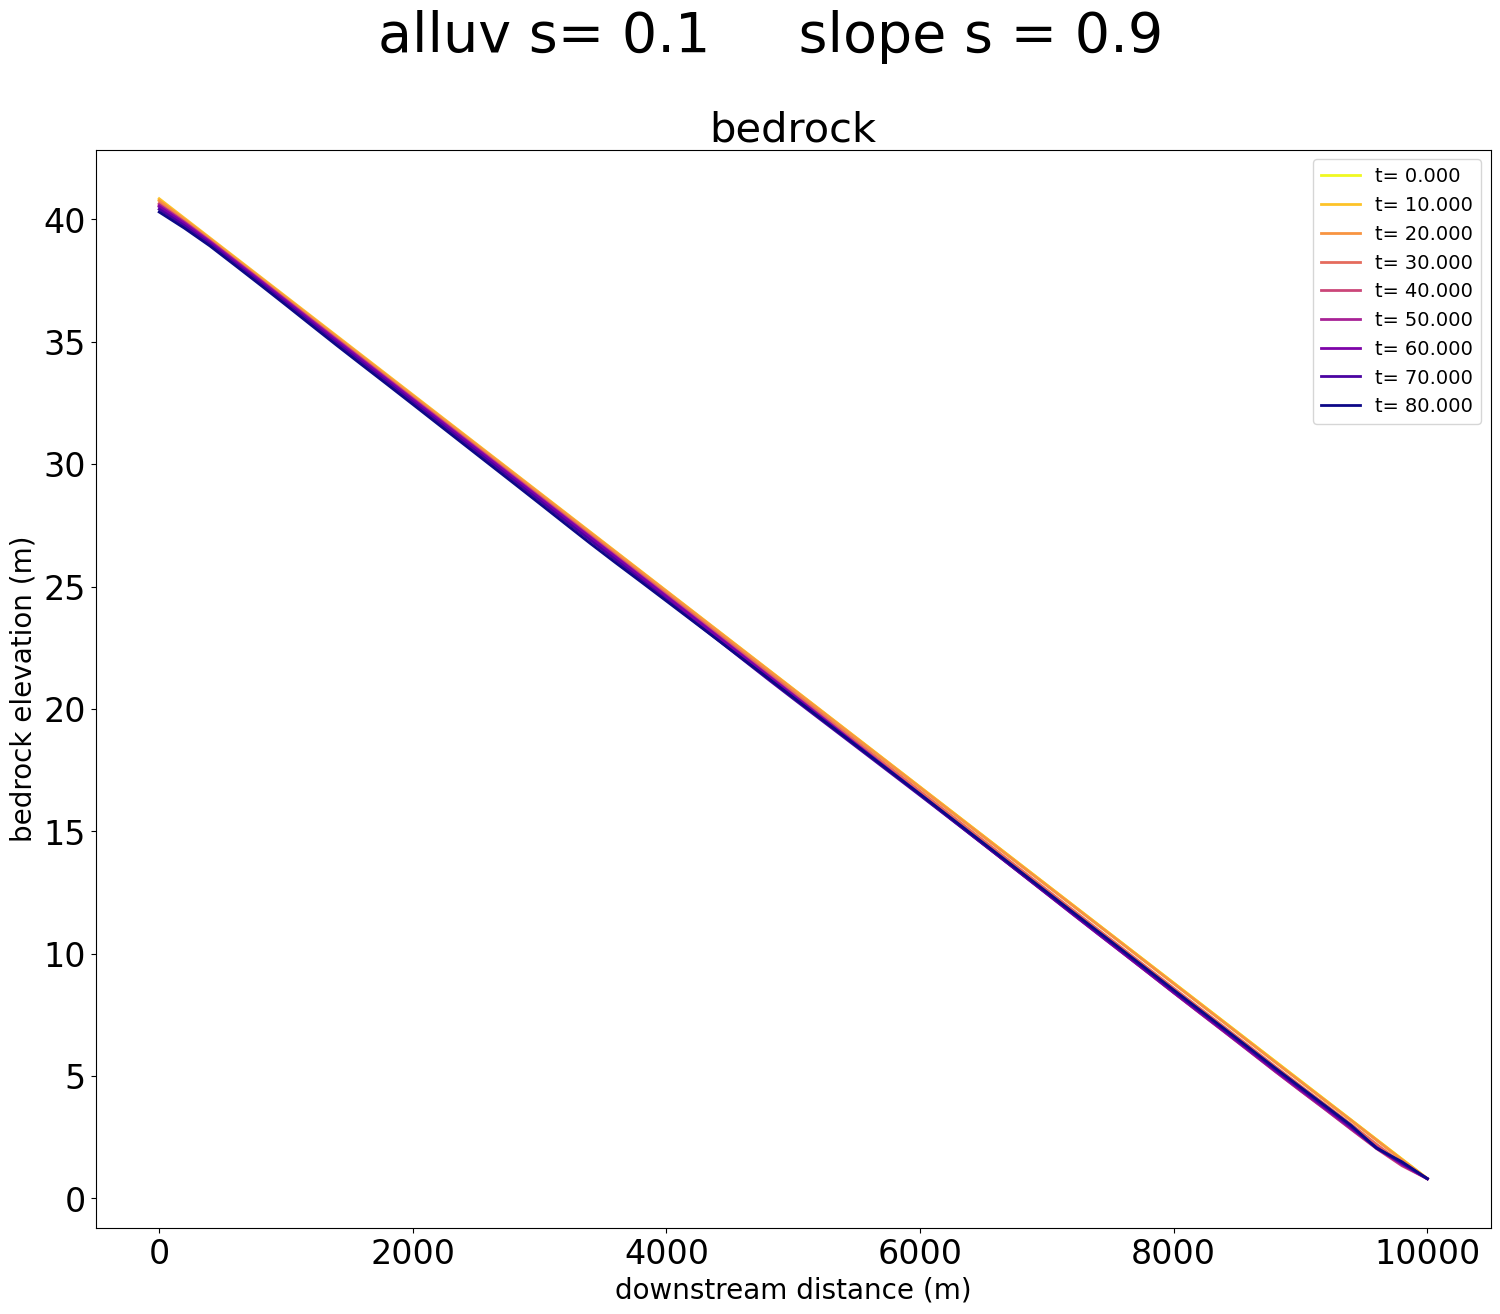 alluv s= 0.1     slope s = 0.9
bedrock
t= 0.000
t= 10.000
t= 20.000
t= 30.000
t= 40.000
t= 50.000
t= 60.000
t= 70.000
t= 80.000
40
35
30
25
20
15
10
5
0
bedrock elevation (m)
0 2000 4000 6000 8000 10000
downstream distance (m)